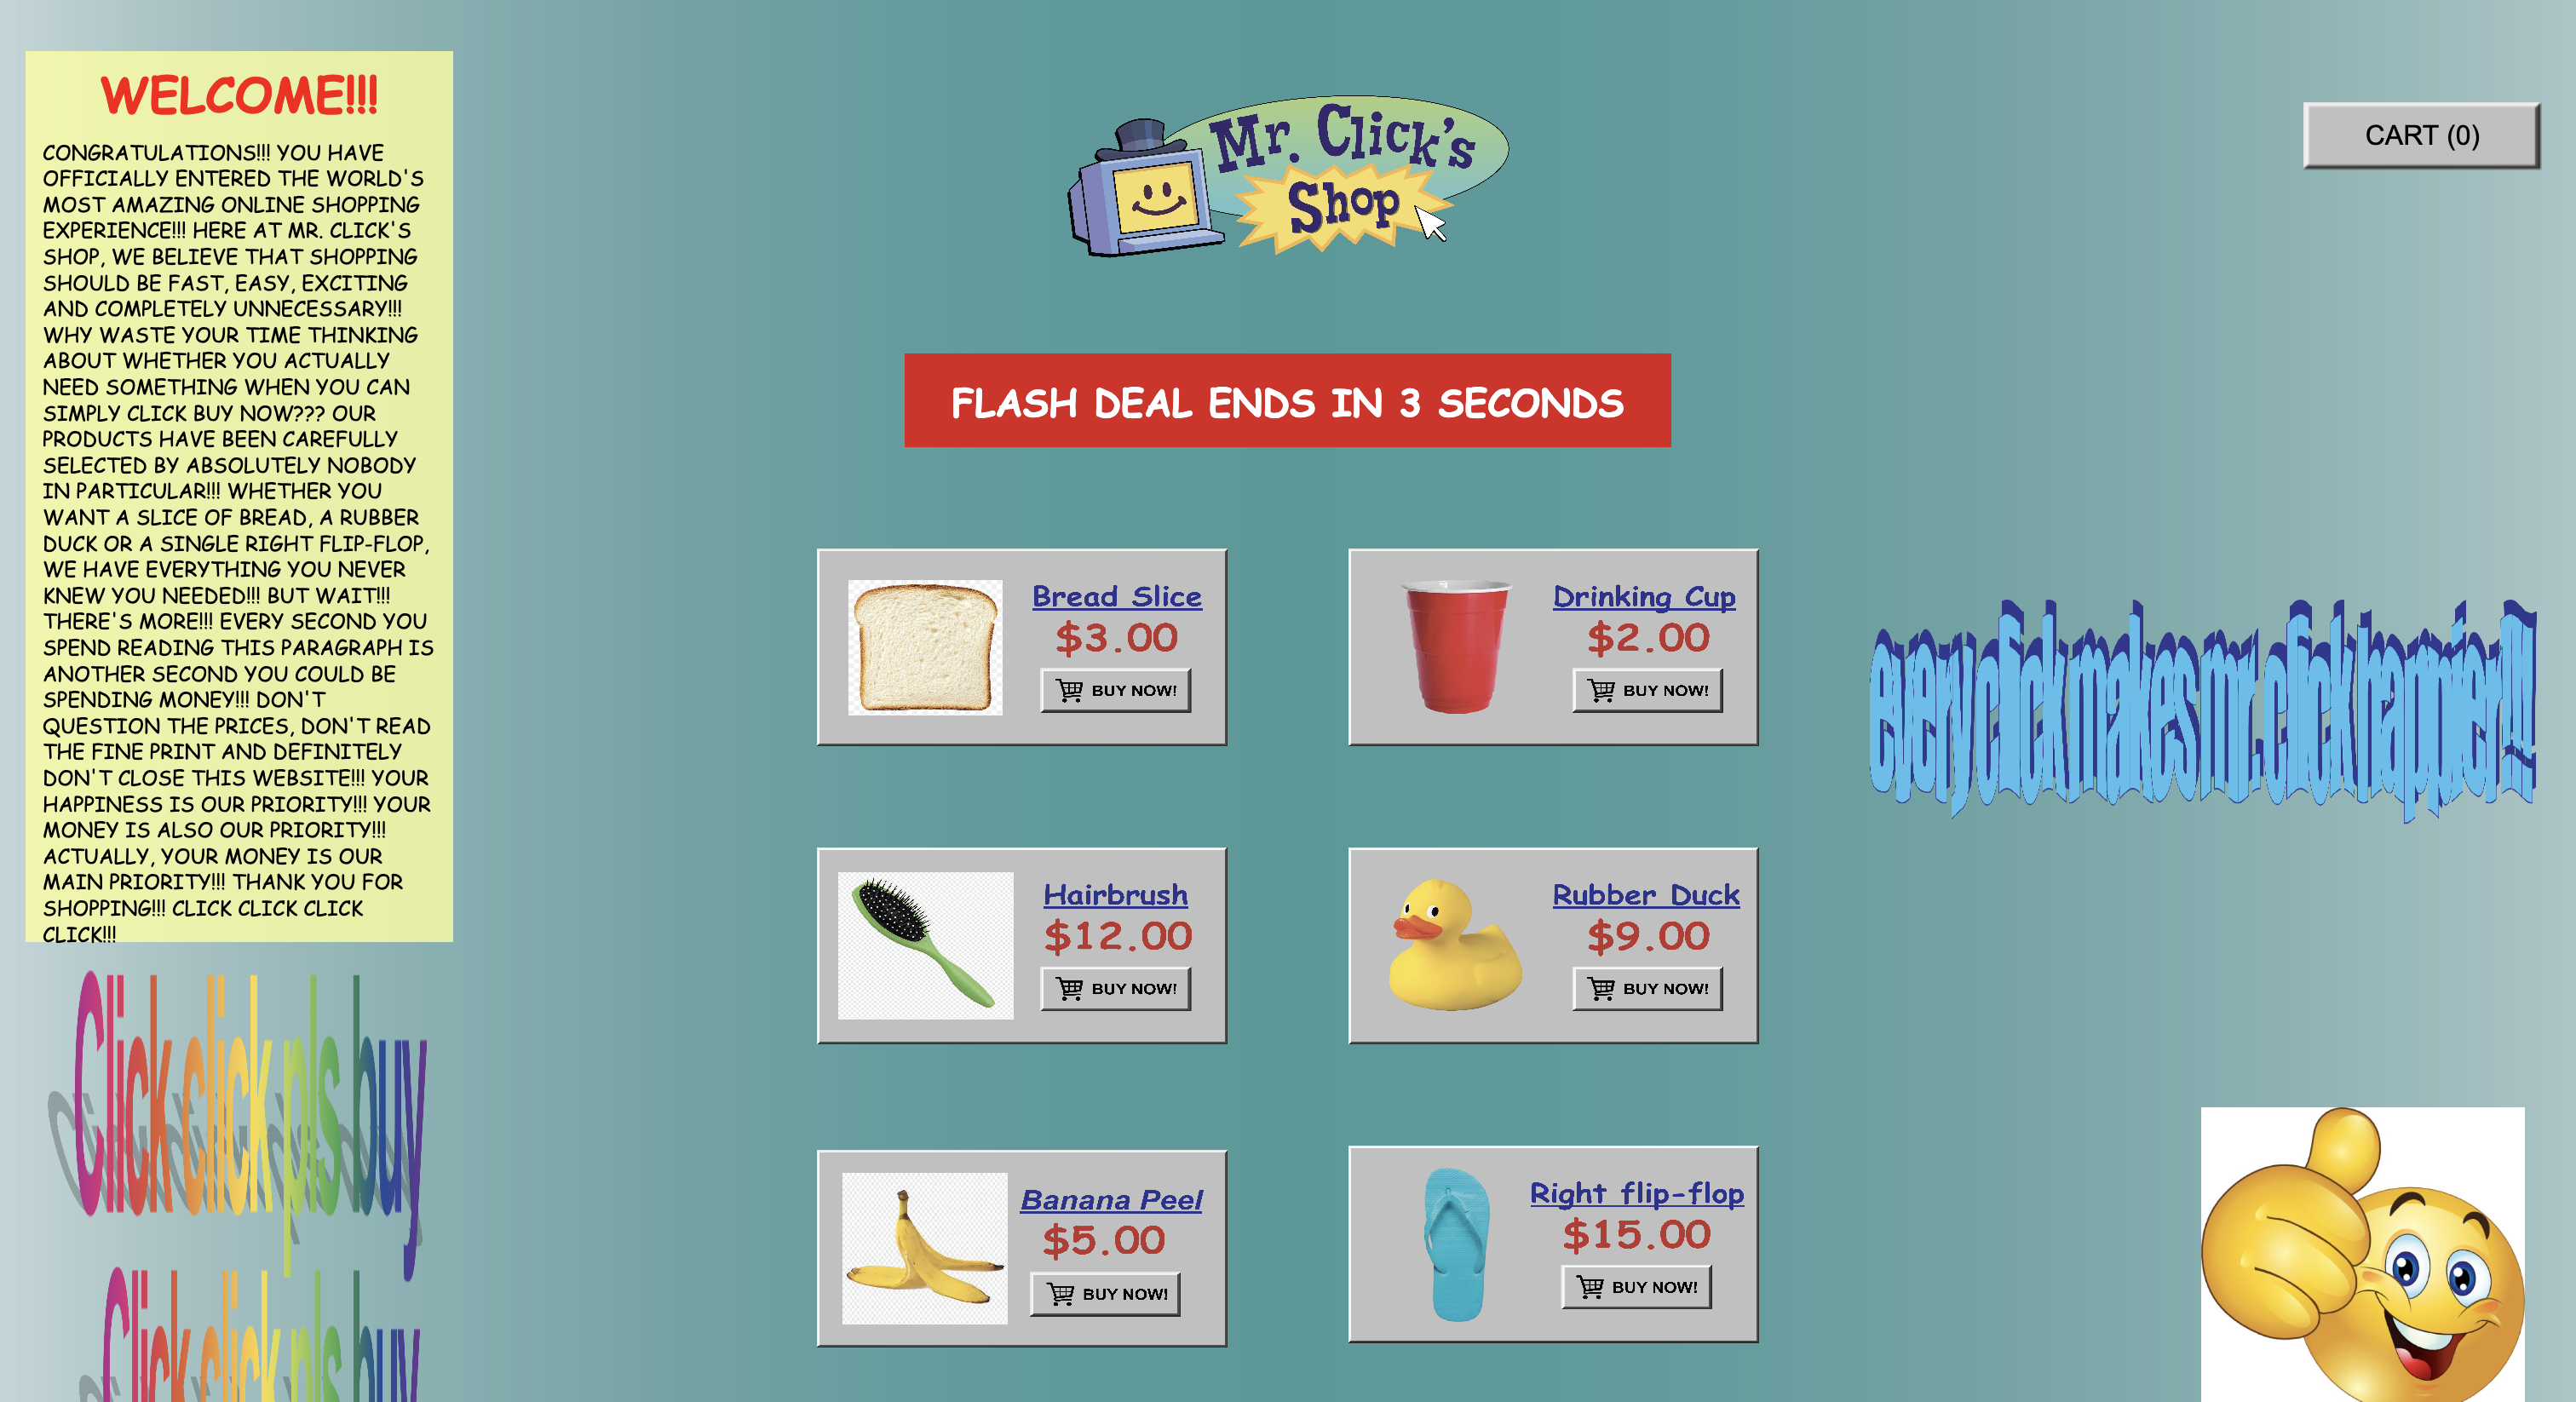 WELCOME!!!
CONGRATULATIONS!!! YOU HAVE
OFFICIALLY ENTERED THE WORLD'S
MOST AMAZING ONLINE SHOPPING
EXPERIENCE!!! HERE AT MR. CLICK'S
SHOP, WE BELIEVE THAT SHOPPING
SHOULD BE FAST, EASY, EXCITING
AND COMPLETELY UNNECESSARY!!!
WHY WASTE YOUR TIME THINKING
ABOUT WHETHER YOU ACTUALLY
NEED SOMETHING WHEN YOU CAN
SIMPLY CLICK BUY NOW??? OUR
PRODUCTS HAVE BEEN CAREFULLY
SELECTED BY ABSOLUTELY NOBODY
IN PARTICULAR!!! WHETHER YOU
WANT A SLICE OF BREAD, A RUBBER
DUCK OR A SINGLE RIGHT FLIP-FLOP,
WE HAVE EVERYTHING YOU NEVER
KNEW YOU NEEDED!!! BUT WAIT!!!
THERE'S MORE!!! EVERY SECOND YOU
SPEND READING THIS PARAGRAPH IS
ANOTHER SECOND YOU COULD BE
SPENDING MONEY!!! DON'T
QUESTION THE PRICES, DON'T READ
THE FINE PRINT AND DEFINITELY
DON'T CLOSE THIS WEBSITE!!! YOUR
HAPPINESS IS OUR PRIORITY!!! YOUR
MONEY IS ALSO OUR PRIORITY!!!
ACTUALLY, YOUR MONEY IS OUR
MAIN PRIORITY!!! THANK YOU FOR
SHOPPING!!! CLICK CLICK CLICK
CLICK!!!
Click click pls buy
Click click pls buy
Mr. Click's
Shop
FLASH DEAL ENDS IN 3 SECONDS
Bread Slice
$3.00
BUY NOW!
Drinking Cup
$2.00
BUY NOW!
Hairbrush
$12.00
BUY NOW!
Rubber Duck
$9.00
BUY NOW!
Banana Peel
$5.00
BUY NOW!
Right flip-flop
$15.00
BUY NOW!
CART (0)
every click makes mr. click happier!!!